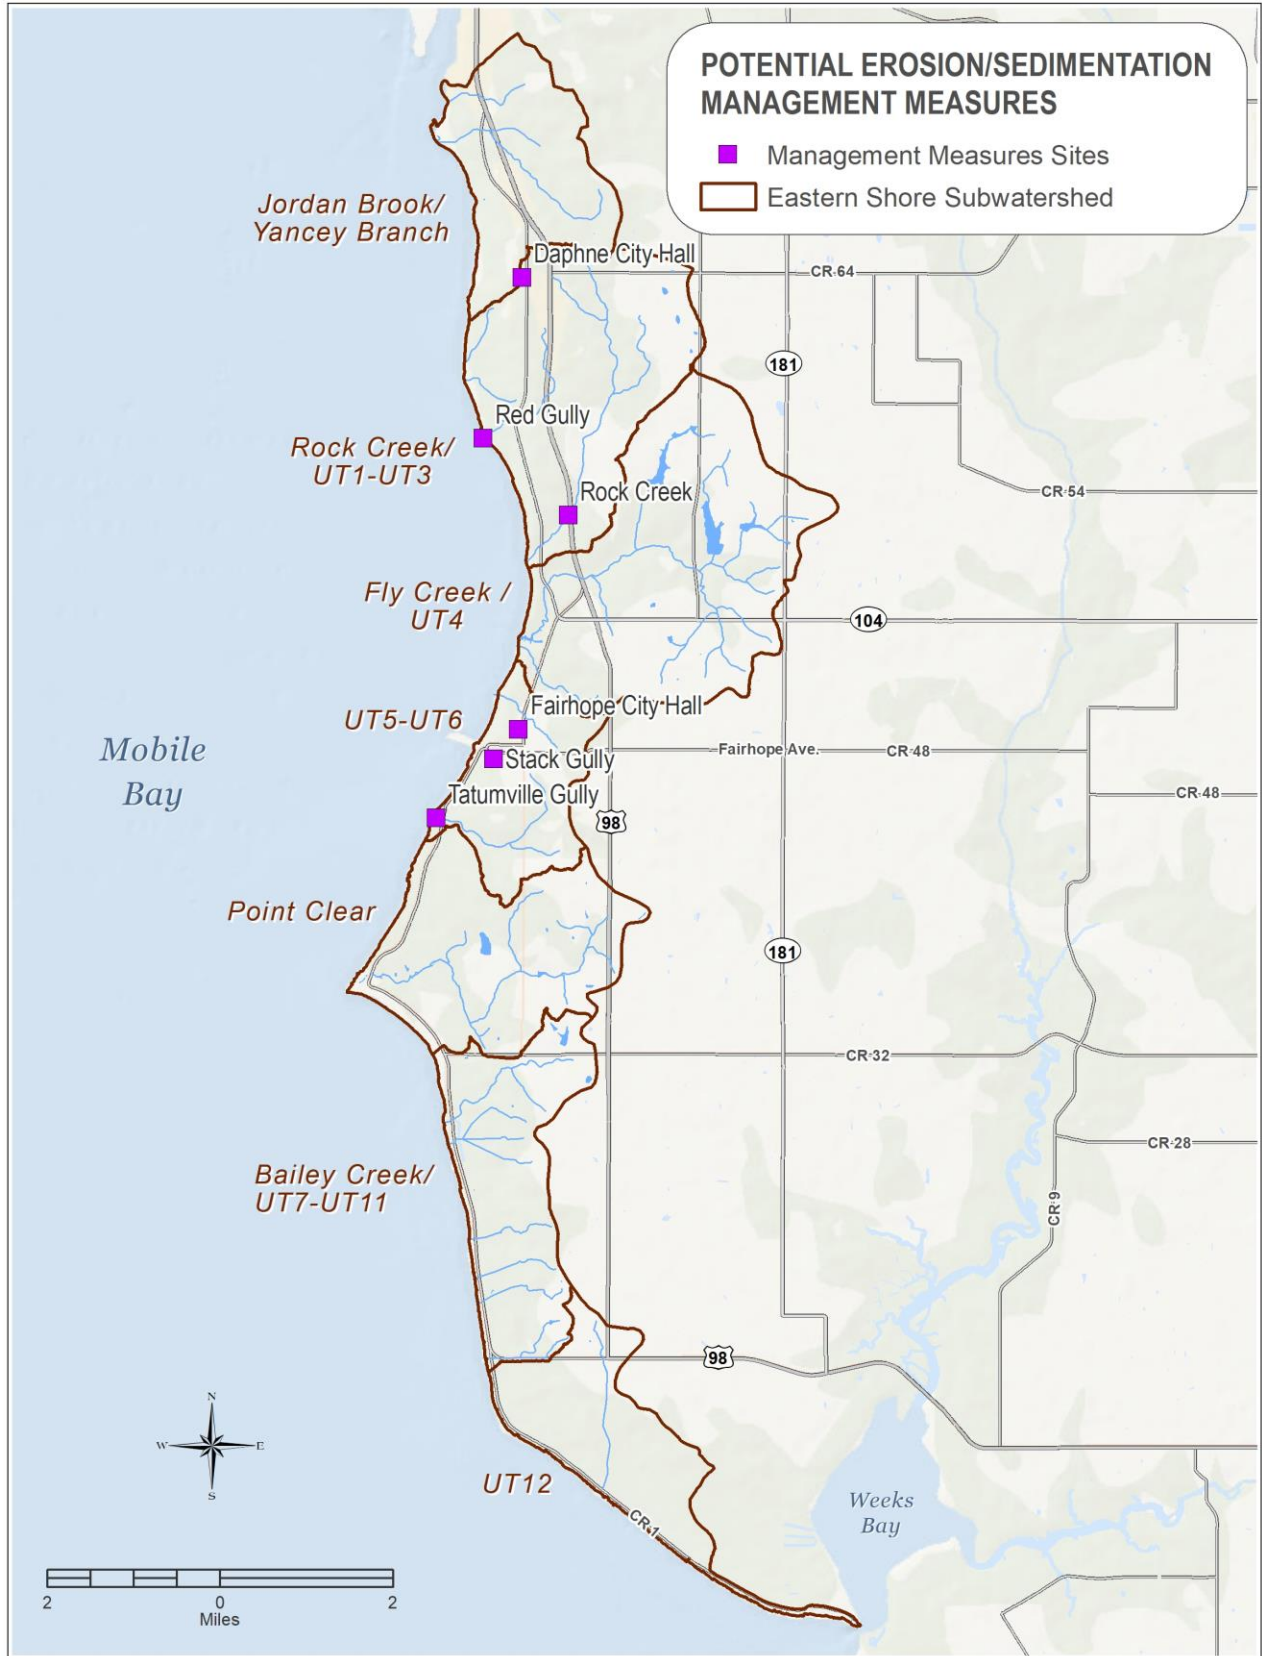 POTENTIAL EROSION/SEDIMENTATION
MANAGEMENT MEASURES
Management Measures Sites
Eastern Shore Subwatershed
Jordan Brook/
Yancey Branch
Daphne City Hall
CR 64
181
Red Gully
Rock Creek/
UT1-UT3
Rock Creek
CR 54
Fly Creek /
UT4
104
Fairhope City Hall
UT5-UT6
Mobile
Bay
Stack Gully
Fairhope Ave.
CR 48
Tatumville Gully
CR 48
98
Point Clear
181
CR 32
CR 28
Bailey Creek/
UT7-UT11
CR 9
98
N
W
E
S
UT12
CR 1
Weeks
Bay
2
0
2
Miles